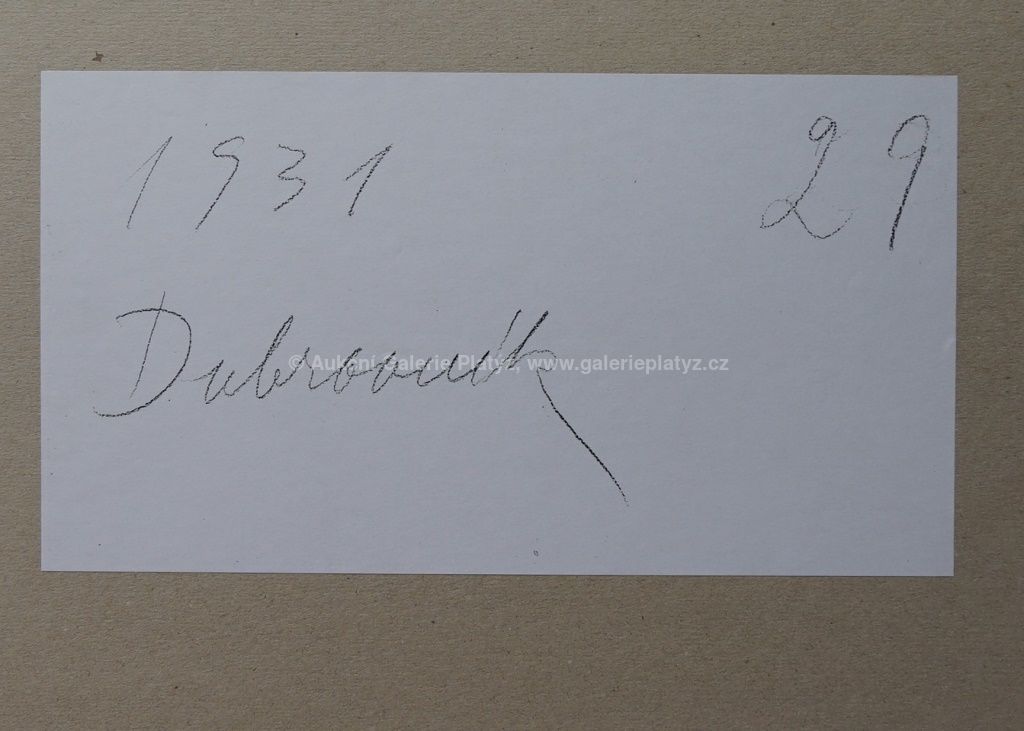 1931 29
Dubrovník
© Aukční Galerie Platýz, www.galerieplatyz.cz